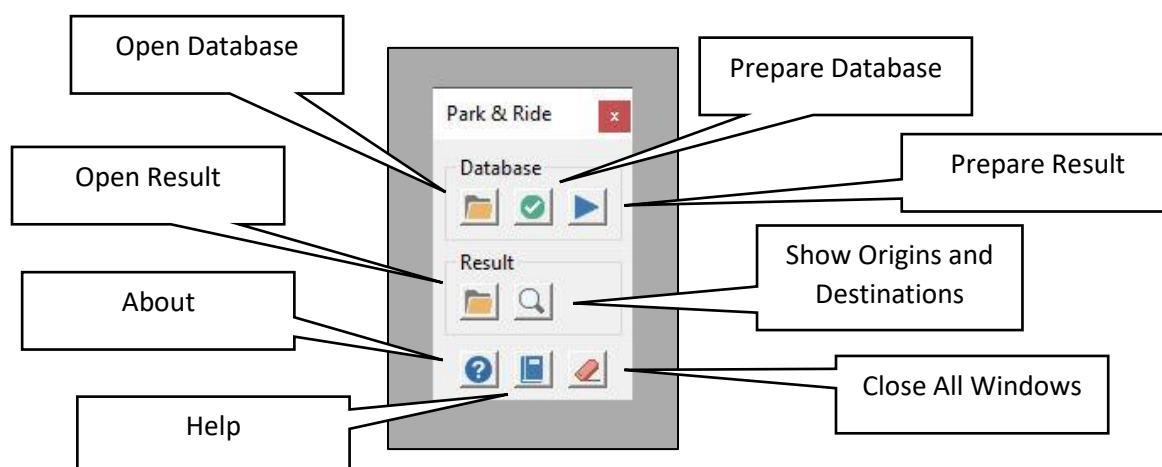 Open Database
Prepare Database
Park & Ride
x
Database
Open Result
Prepare Result
Result
Show Origins and
Destinations
About
?
Close All Windows
Help